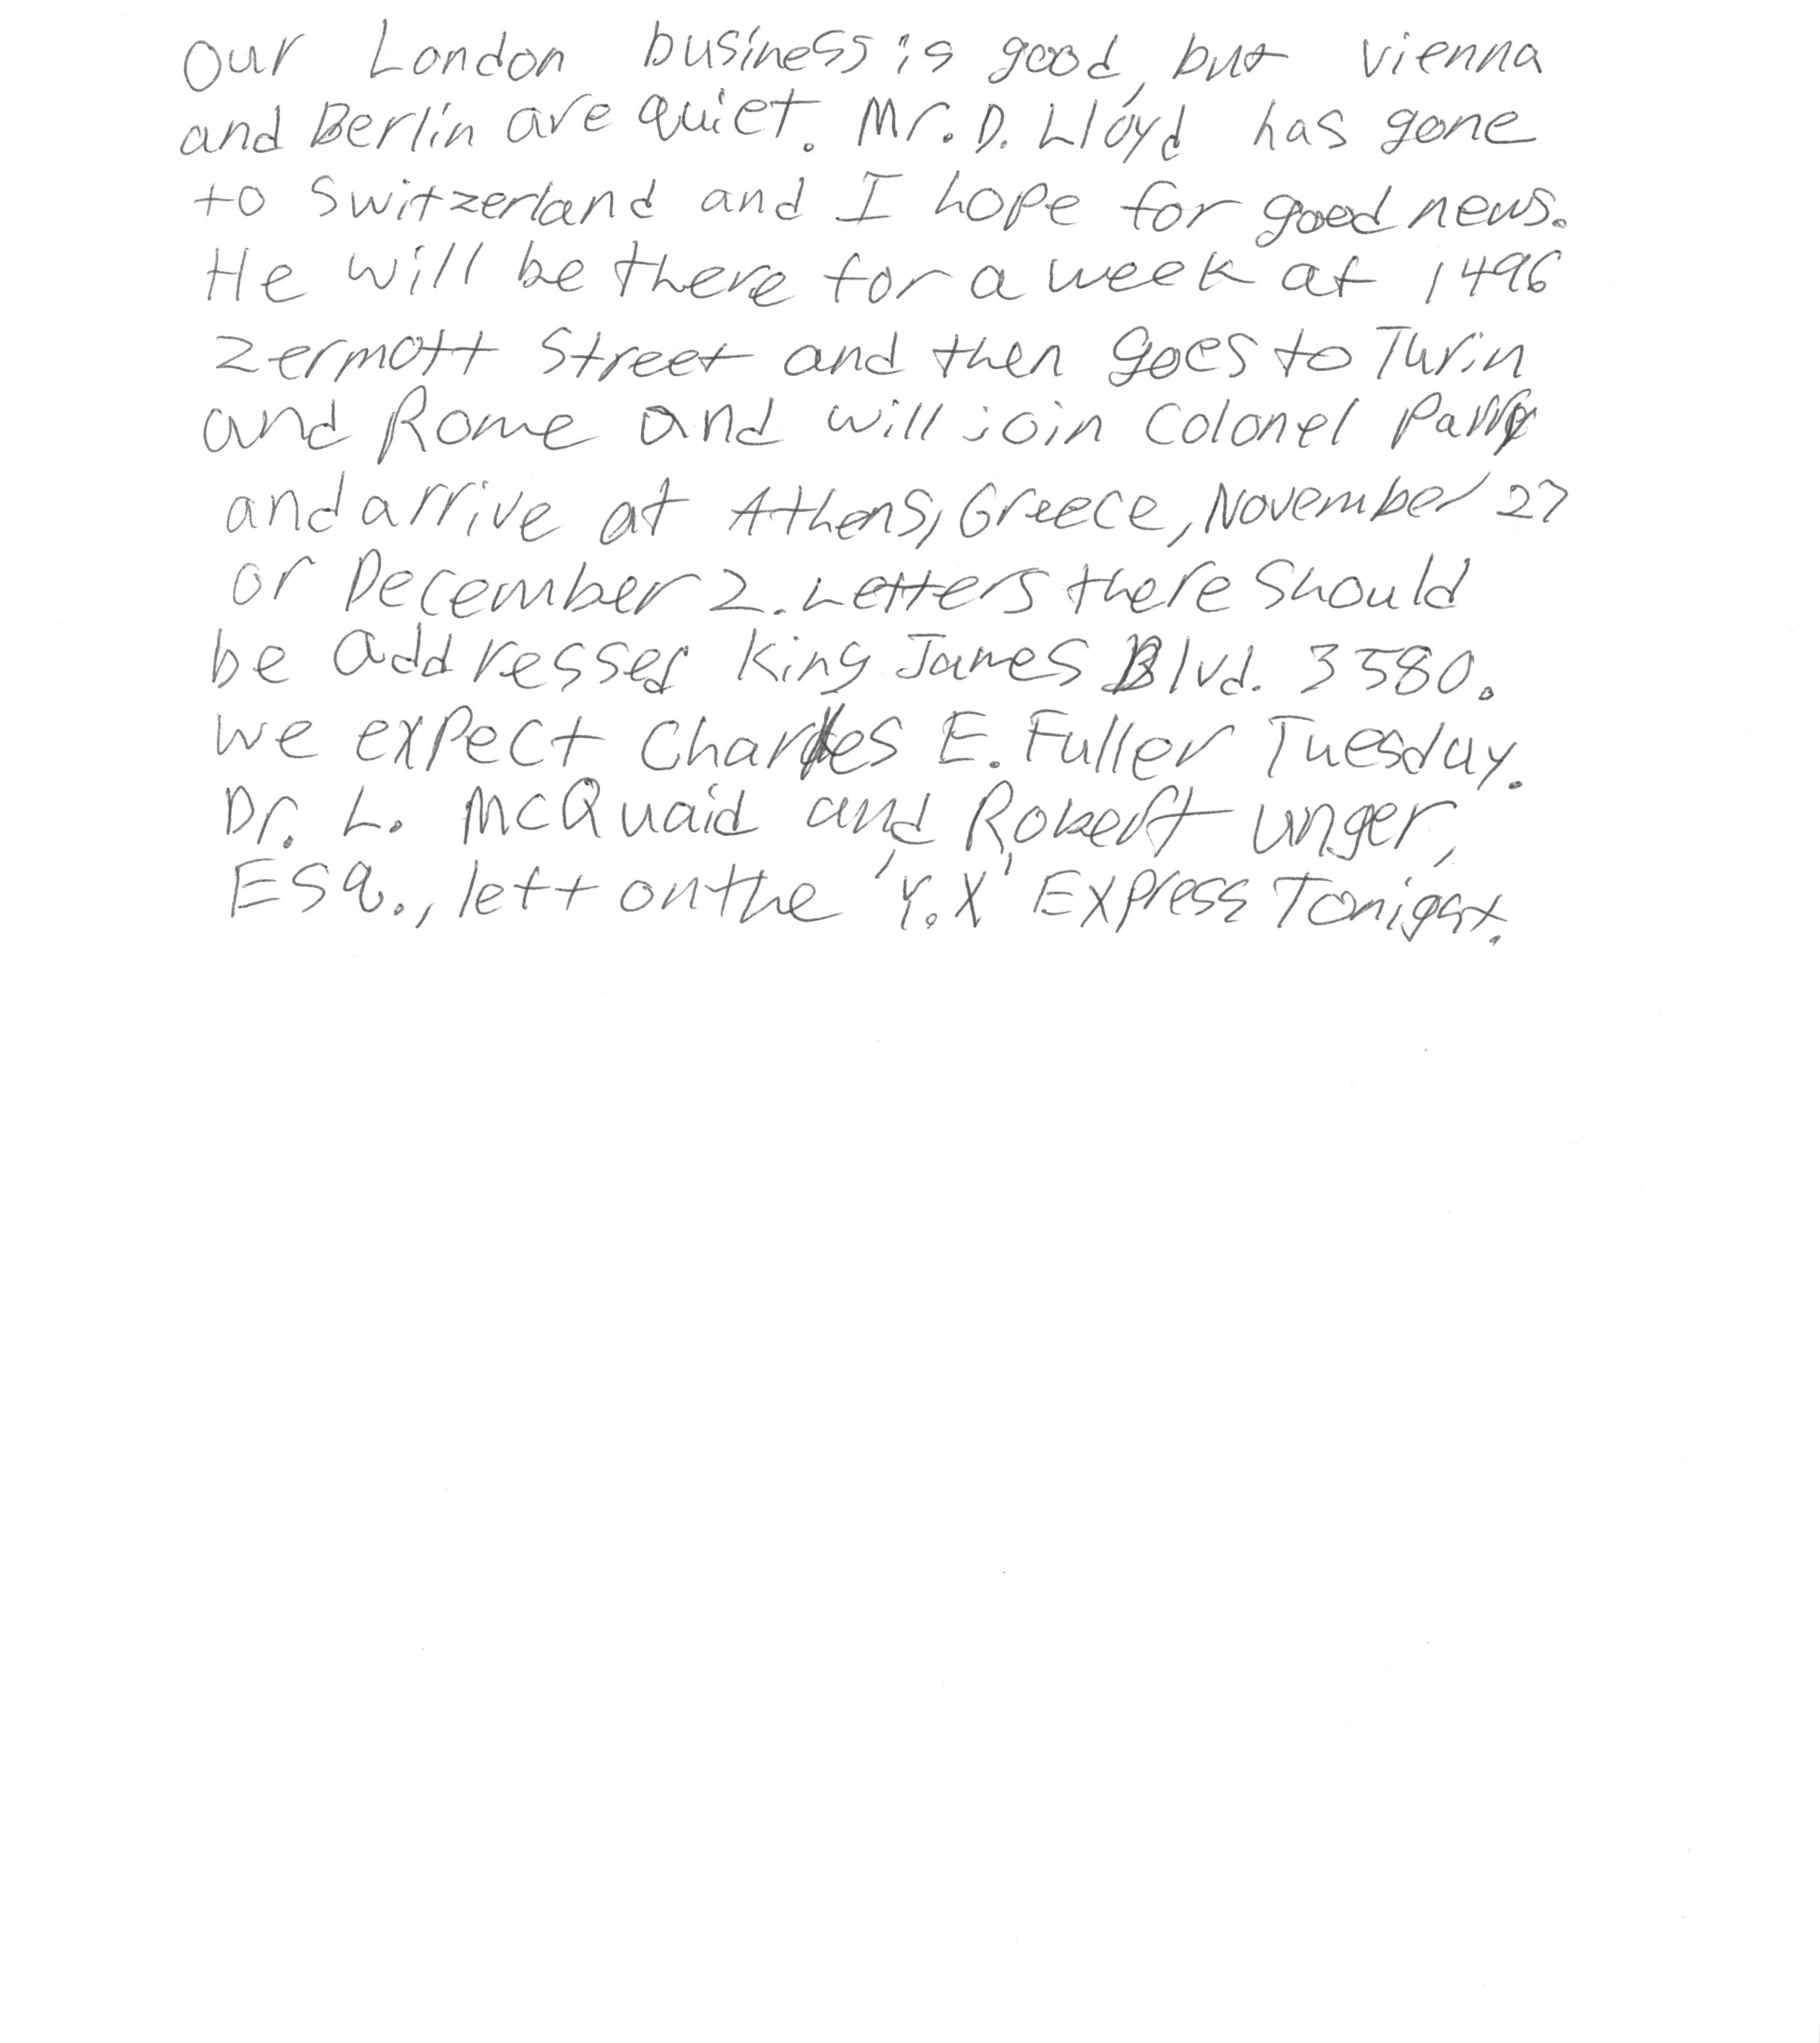 Our London business is good, but Vienna
and Berlin are quiet. Mr. D. Lloyd has gone
to Switzerland and I hope for good news.
He will be there for a week at 1496
Zermott Street and then goes to Turin
and Rome and will join Colonel Parry
and arrive at Athens, Greece, November 27
or December 2. Letters there should
be addressed King James Blvd. 3580.
We expect Charles E. Fuller Tuesday.
Dr. L. McQuaid and Robert Unger,
Esq., left on the 'Y.X' Express Tonight.